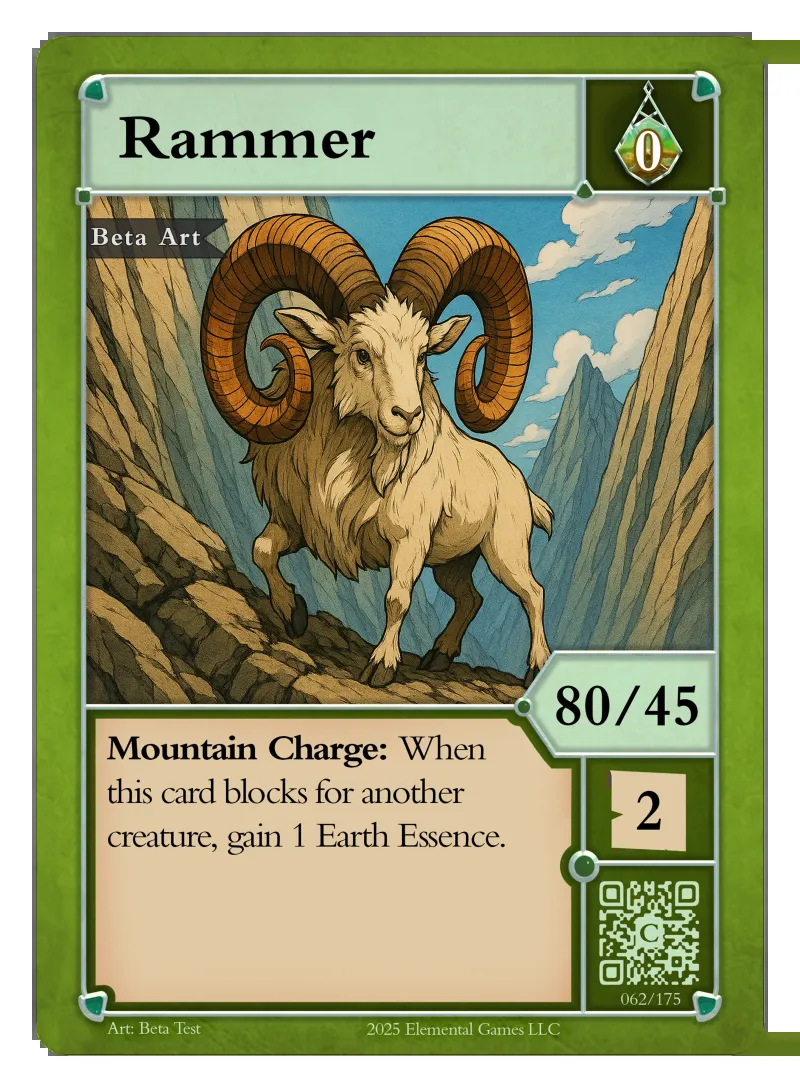 Rammer
0
Beta Art
80/45
Mountain Charge: When
this card blocks for another
creature, gain 1 Earth Essence.
2
C
062/175
Art: Beta Test
2025 Elemental Games LLC